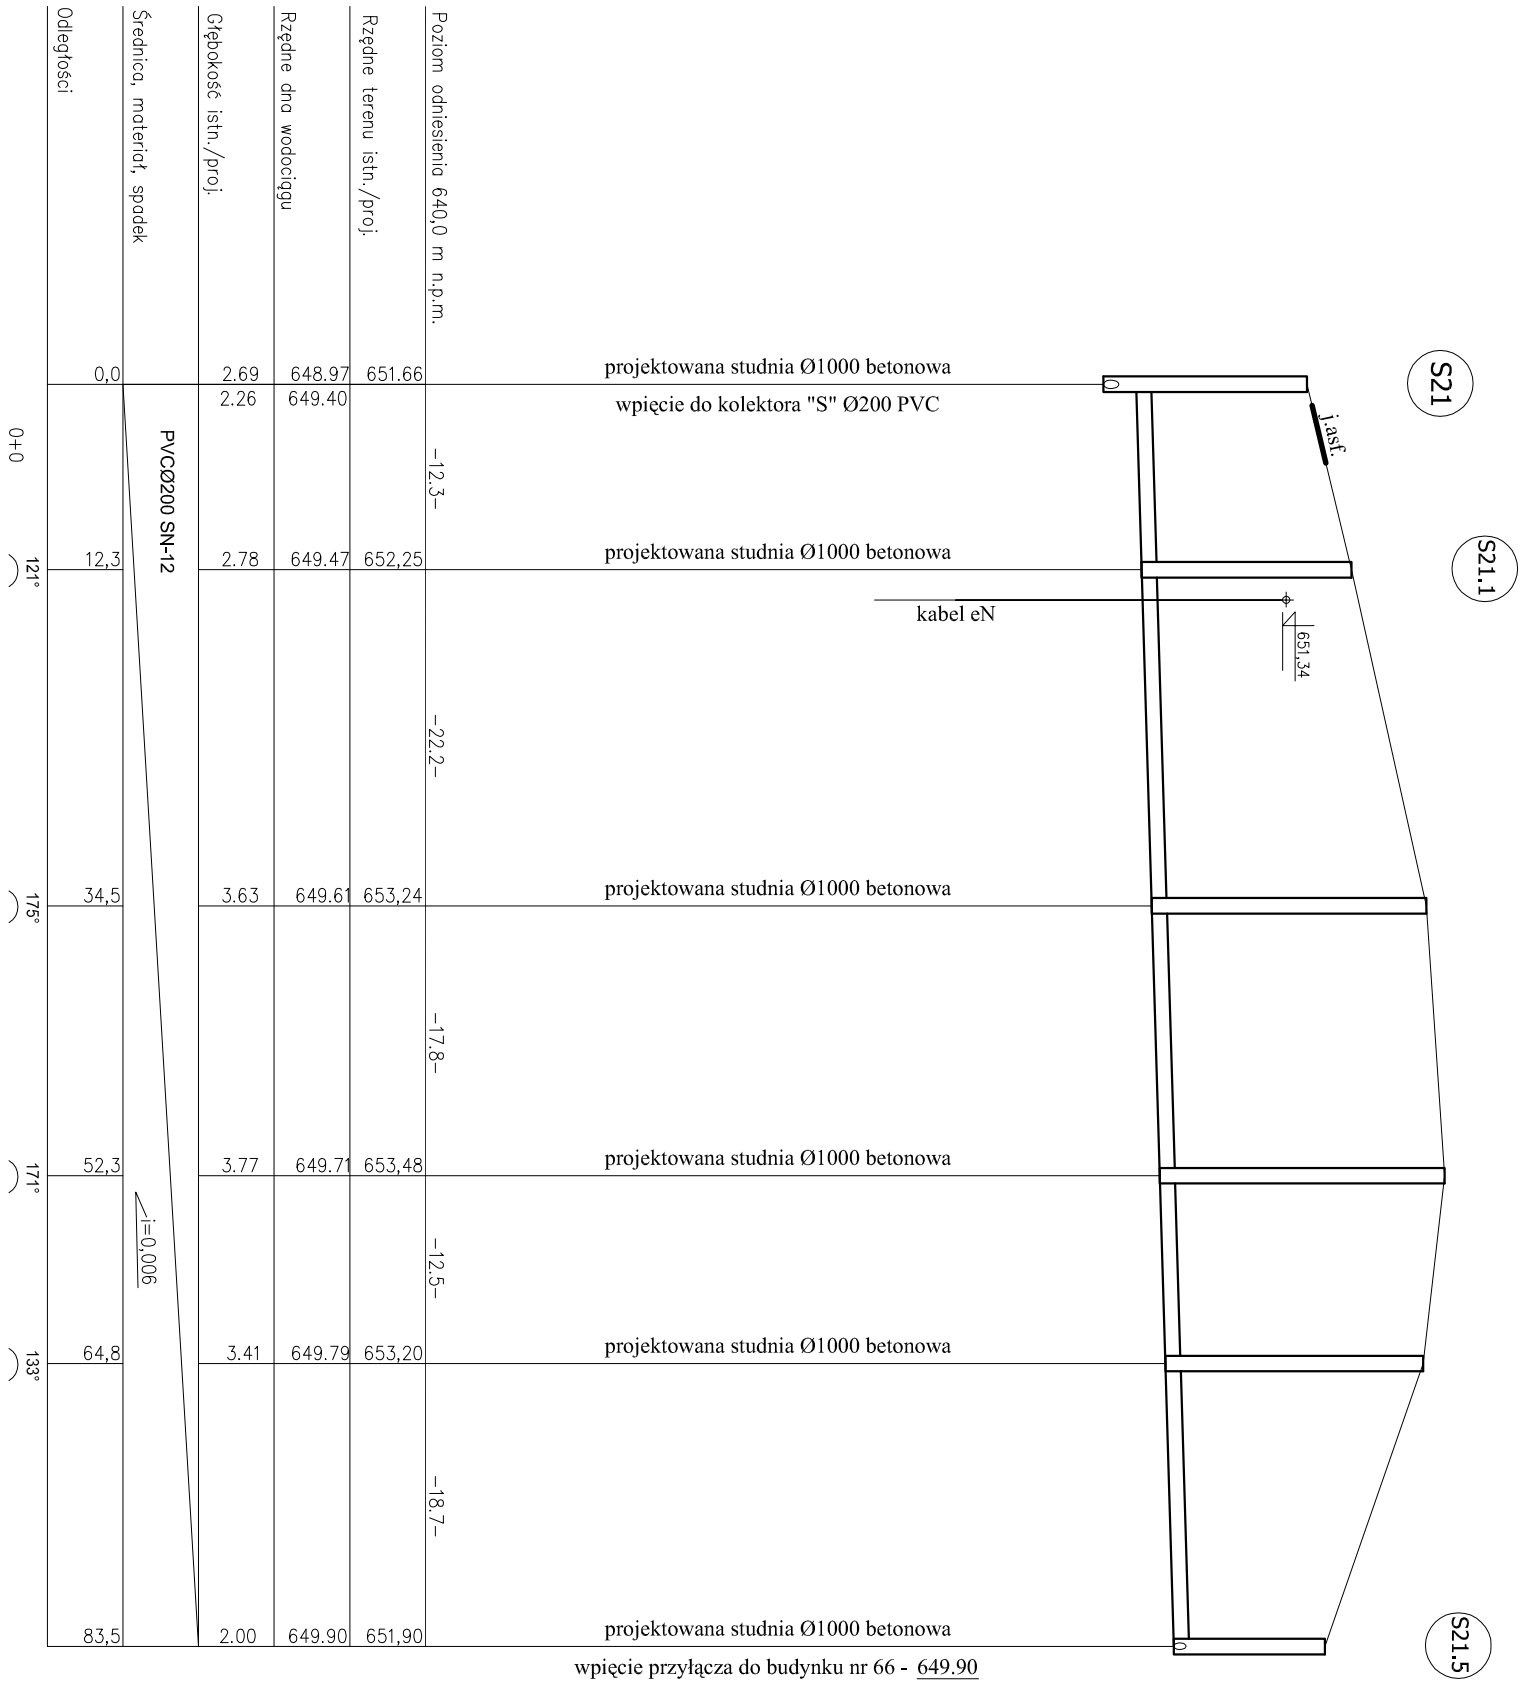 S21
S21.1
S21.5
j.asf.
651,34
kabel eN
projektowana studnia Ø1000 betonowa
wpięcie do kolektora "S" Ø200 PVC
projektowana studnia Ø1000 betonowa
projektowana studnia Ø1000 betonowa
projektowana studnia Ø1000 betonowa
projektowana studnia Ø1000 betonowa
projektowana studnia Ø1000 betonowa
wpięcie przyłącza do budynku nr 66 - 649.90
Poziom odniesienia 640,0 m n.p.m.
-12.3-
-22.2-
-17.8-
-12.5-
-18.7-
Rzędne terenu istn./proj.
651.66
652,25
653,24
653,48
653,20
651,90
Rzędne dna wodociągu
648.97
649.40
649.47
649.61
649.71
649.79
649.90
Głębokość istn./proj.
2.69
2.26
2.78
3.63
3.77
3.41
2.00
Średnica, materiał, spadek
PVCØ200 SN-12
i=0,006
Odległości
0,0
12,3
34,5
52,3
64,8
83,5
0+0
121°
175°
171°
133°